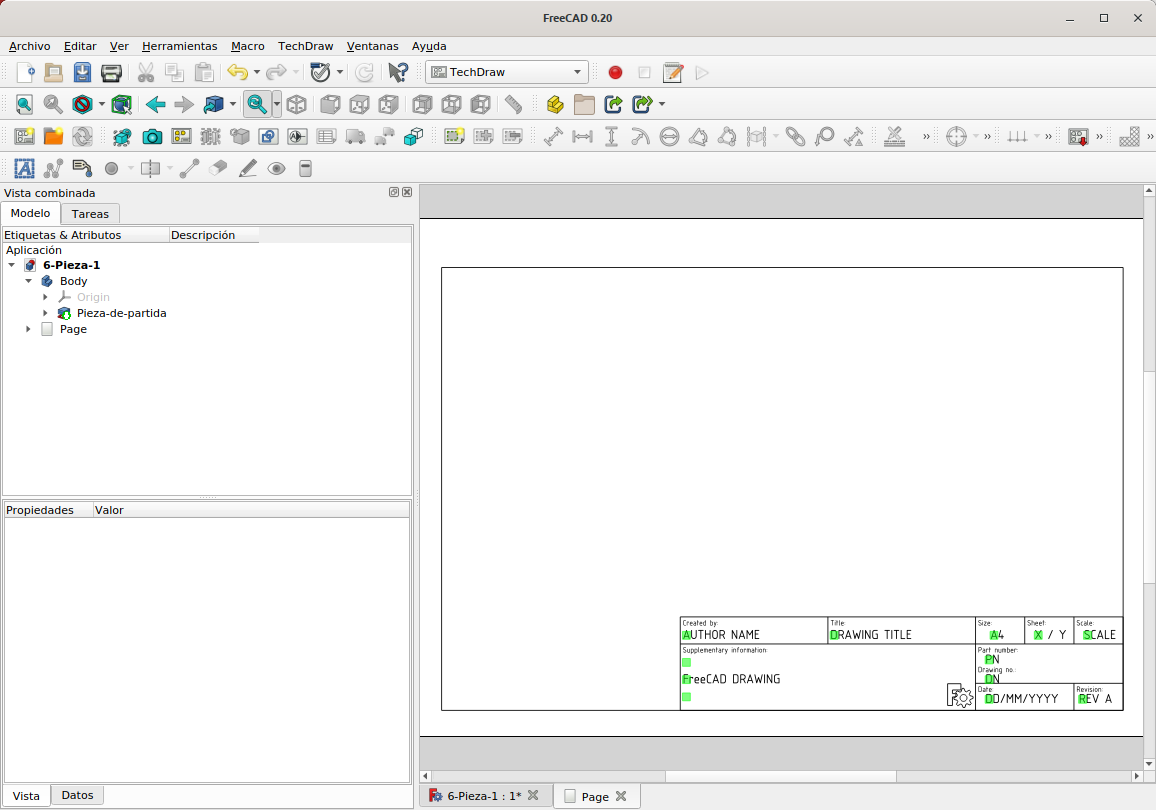 FreeCAD 0.20
Archivo Editar Ver Herramientas Macro TechDraw Ventanas Ayuda
TechDraw
Vista combinada
Modelo Tareas
Etiquetas & Atributos Descripción
Aplicación
6-Pieza-1
Body
Origin
Pieza-de-partida
Page
Propiedades Valor
Vista Datos
Created by:
AUTHOR NAME
Title:
DRAWING TITLE
Size:
A4
Sheet:
X / Y
Scale:
SCALE
Supplementary information:
FreeCAD DRAWING
Part number:
PN
Drawing no.:
DN
Date:
DD/MM/YYYY
Revision:
REV A
6-Pieza-1 : 1*
Page